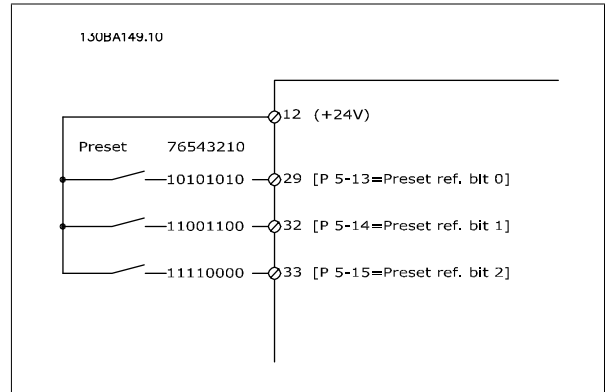 130BA149.10
12 (+24V)
Preset 76543210
10101010 29 [P 5-13=Preset ref. bit 0]
11001100 32 [P 5-14=Preset ref. bit 1]
11110000 33 [P 5-15=Preset ref. bit 2]